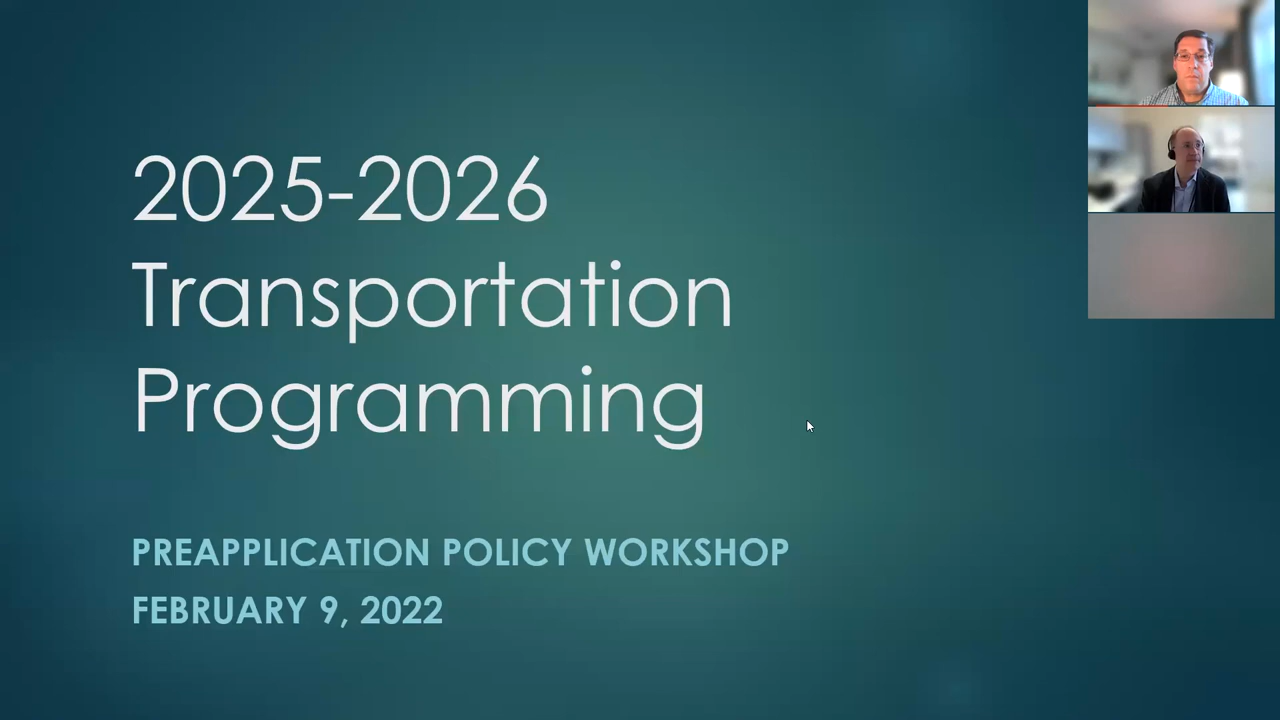 2025-2026
Transportation
Programming
PREAPPLICATION POLICY WORKSHOP
FEBRUARY 9, 2022